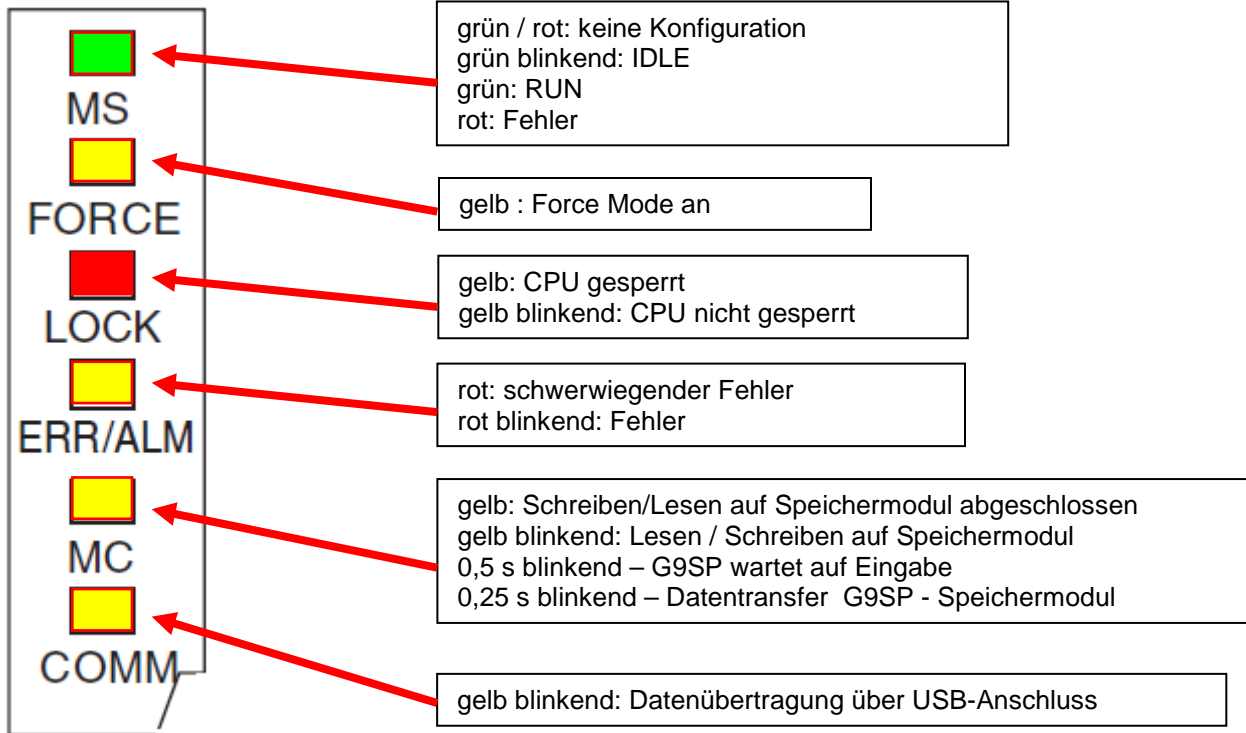 MS
grün / rot: keine Konfiguration
grün blinkend: IDLE
grün: RUN
rot: Fehler
FORCE
gelb : Force Mode an
LOCK
gelb: CPU gesperrt
gelb blinkend: CPU nicht gesperrt
ERR/ALM
rot: schwerwiegender Fehler
rot blinkend: Fehler
MC
gelb: Schreiben/Lesen auf Speichermodul abgeschlossen
gelb blinkend: Lesen / Schreiben auf Speichermodul
0,5 s blinkend – G9SP wartet auf Eingabe
0,25 s blinkend – Datentransfer G9SP - Speichermodul
COMM
gelb blinkend: Datenübertragung über USB-Anschluss